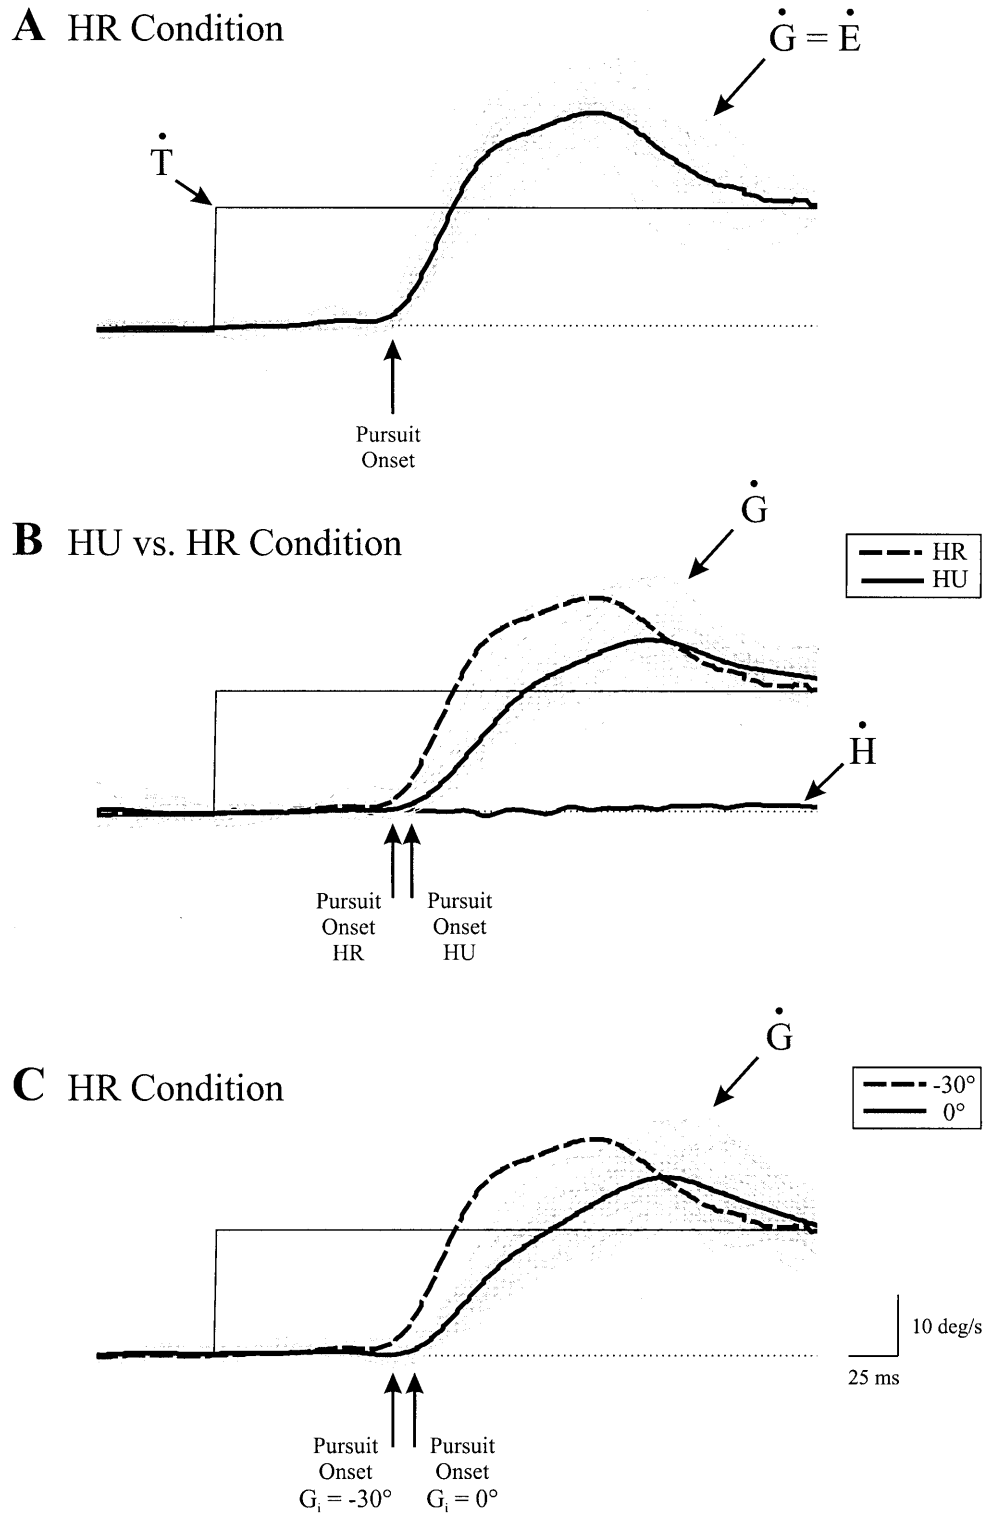 A HR Condition
Ġ = Ė
Ṫ
Pursuit
Onset
B HU vs. HR Condition
Ġ
HR
HU
Ḣ
Pursuit
Onset
HR
Pursuit
Onset
HU
C HR Condition
Ġ
-30°
0°
10 deg/s
25 ms
Pursuit
Onset
Gᵢ = -30°
Pursuit
Onset
Gᵢ = 0°